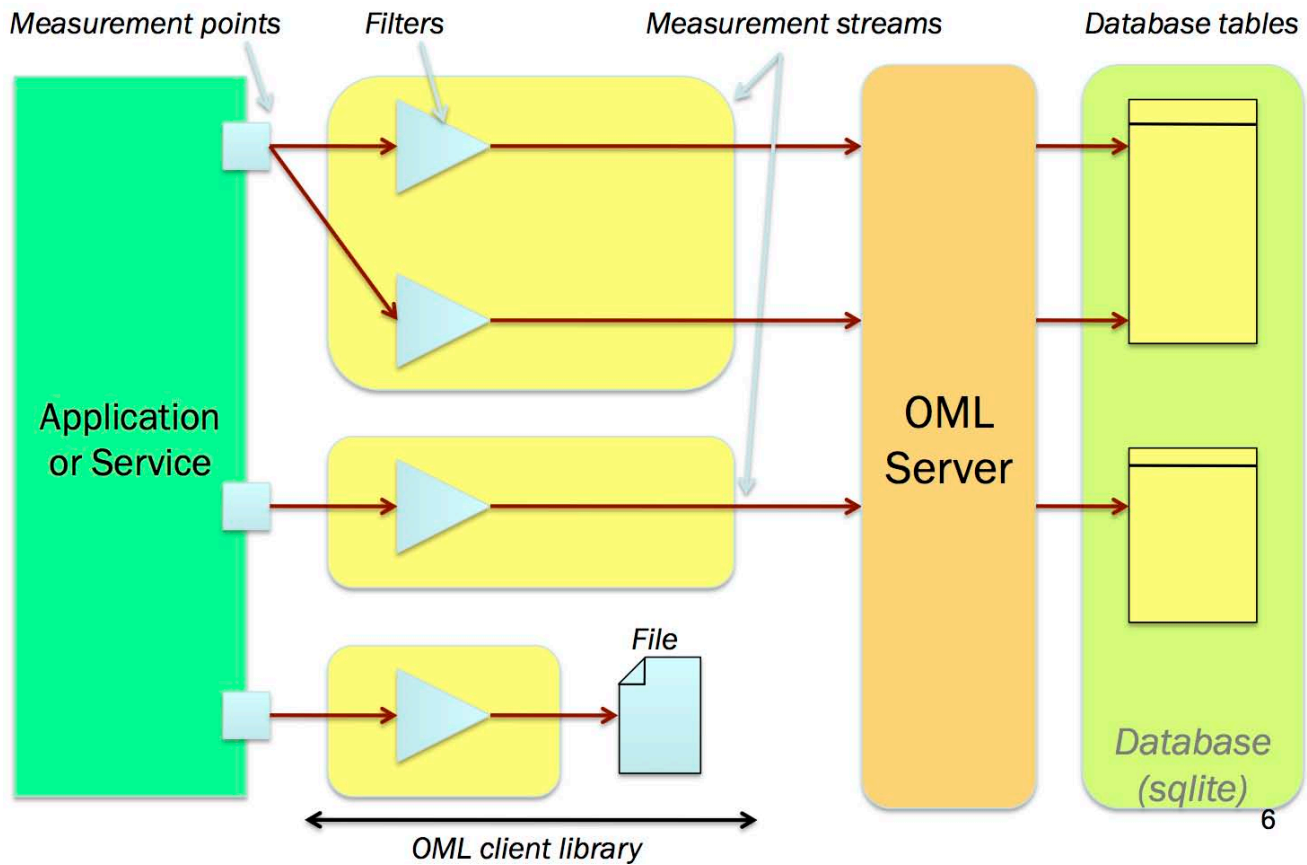 Measurement points
Filters
Measurement streams
Database tables
Application
or Service
OML
Server
File
Database
(sqlite)
6
OML client library